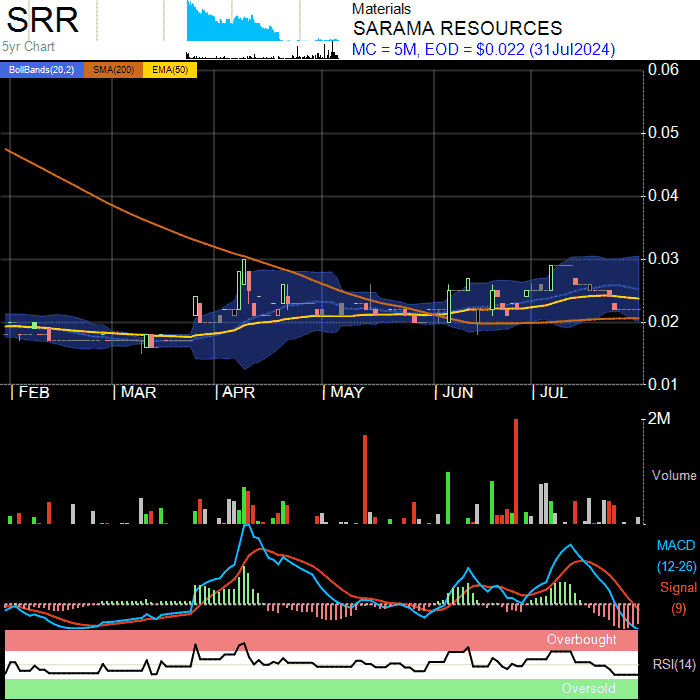 SRR
5yr Chart
Materials
SARAMA RESOURCES
MC = 5M, EOD = $0.022 (31Jul2024)
BollBands(20,2) SMA(200) EMA(50)
0.06
0.05
0.04
0.03
0.02
0.01
FEB MAR APR MAY JUN JUL
2M
Volume
MACD
(12-26)
Signal
(9)
Overbought
RSI(14)
Oversold